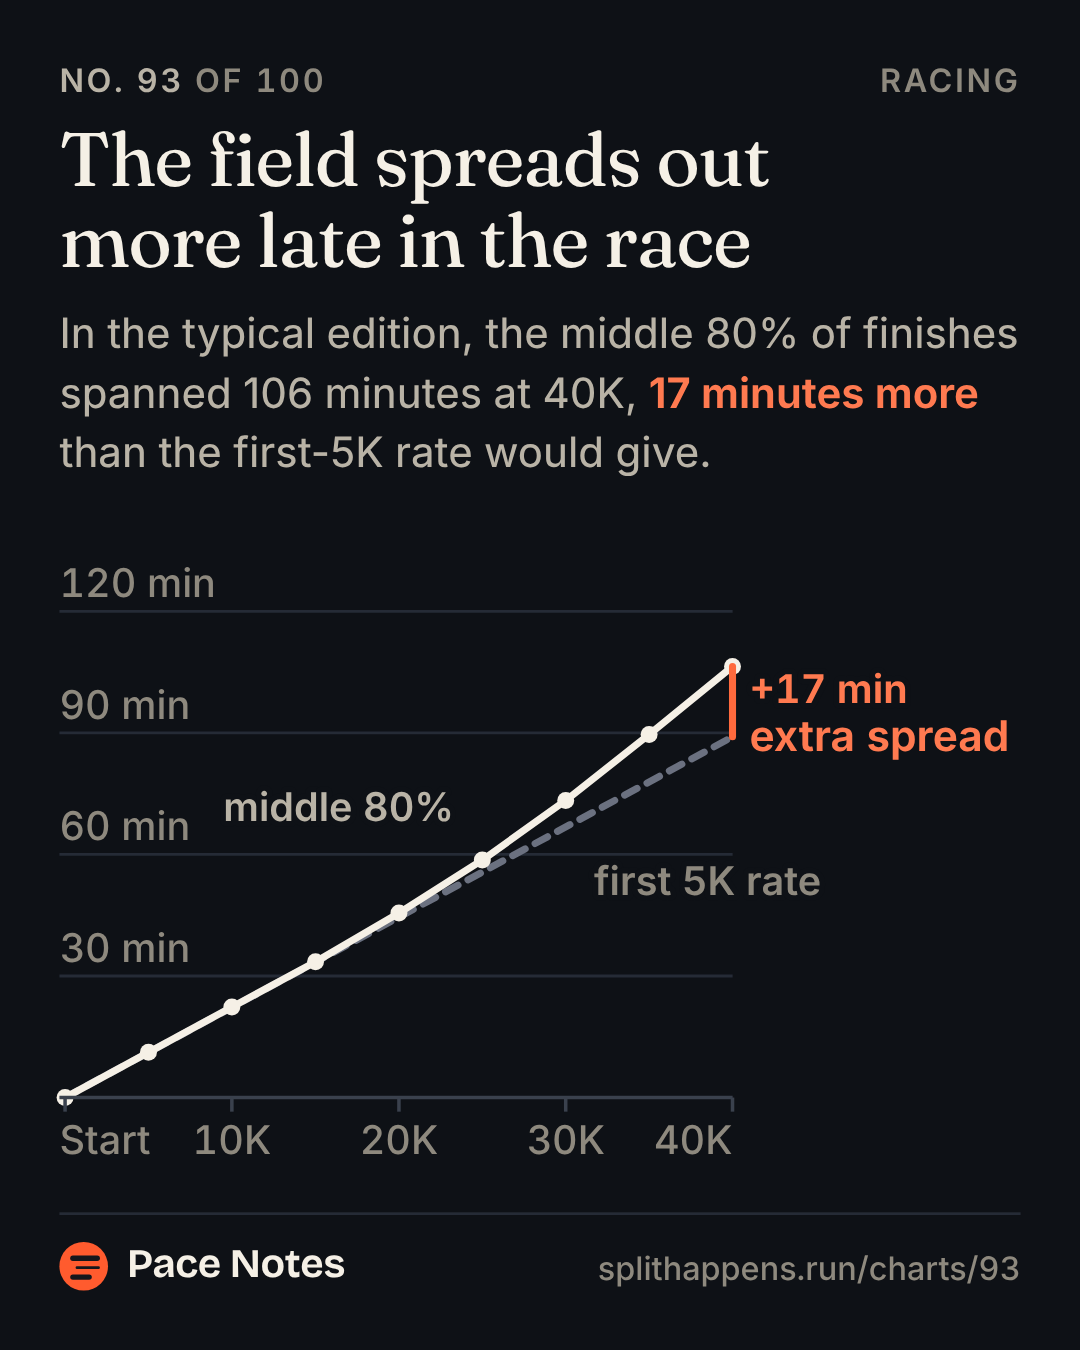 NO. 93 OF 100
RACING
The field spreads out
more late in the race
In the typical edition, the middle 80% of finishes
spanned 106 minutes at 40K, 17 minutes more
than the first-5K rate would give.
120 min
90 min
60 min
30 min
middle 80%
+17 min
extra spread
first 5K rate
Start 10K 20K 30K 40K
Pace Notes
splithappens.run/charts/93